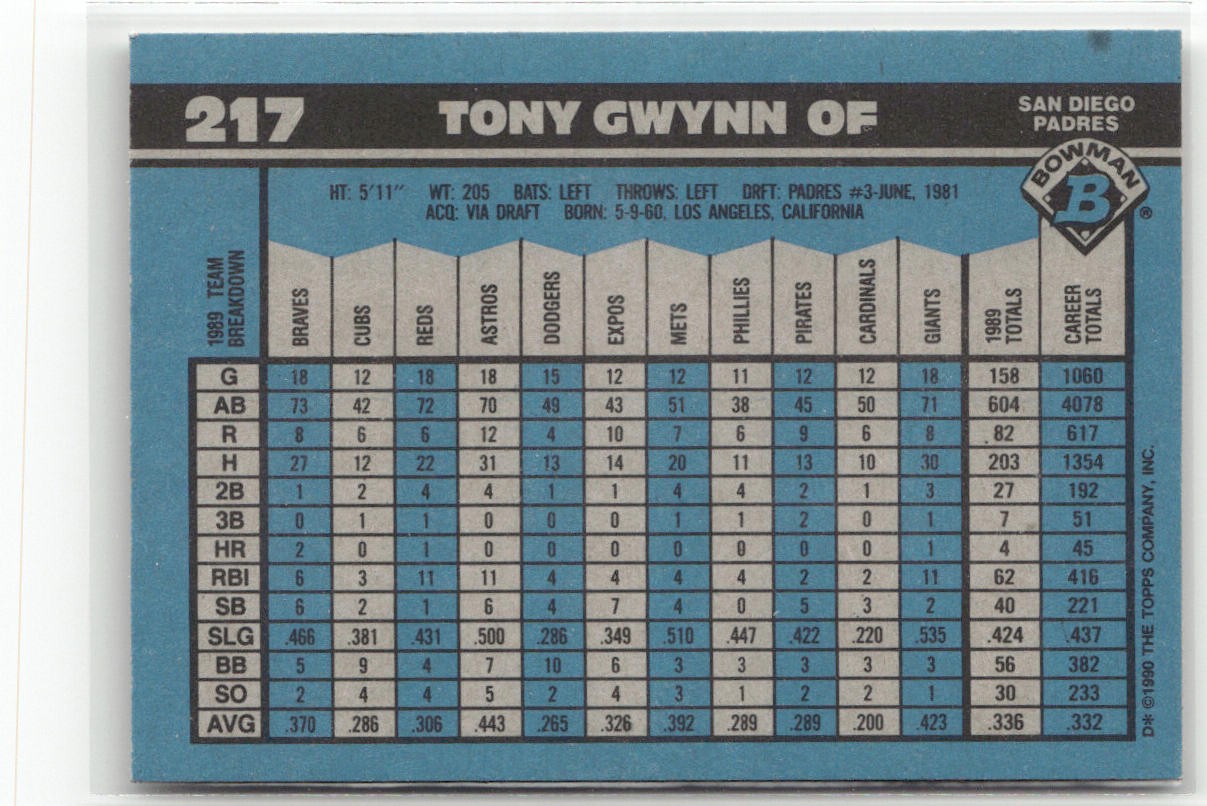 217 TONY GWYNN OF SAN DIEGO PADRES
BOWMAN
B
®
HT: 5'11" WT: 205 BATS: LEFT THROWS: LEFT DRFT: PADRES #3-JUNE, 1981
ACQ: VIA DRAFT BORN: 5-9-60, LOS ANGELES, CALIFORNIA
1989 TEAM BREAKDOWN BRAVES CUBS REDS ASTROS DODGERS EXPOS METS PHILLIES PIRATES CARDINALS GIANTS 1989 TOTALS CAREER TOTALS
G 18 12 18 18 15 12 12 11 12 12 18 158 1060
AB 73 42 72 70 49 43 51 38 45 50 71 604 4078
R 8 6 6 12 4 10 7 6 9 6 8 82 617
H 27 12 22 31 13 14 20 11 13 10 30 203 1354
2B 1 2 4 4 1 1 4 4 2 1 3 27 192
3B 0 1 1 0 0 0 1 1 2 0 1 7 51
HR 2 0 1 0 0 0 0 0 0 0 1 4 45
RBI 6 3 11 11 4 4 4 4 2 2 11 62 416
SB 6 2 1 6 4 7 4 0 5 3 2 40 221
SLG .466 .381 .431 .500 .286 .349 .510 .447 .422 .220 .535 .424 .437
BB 5 9 4 7 10 6 3 3 3 3 3 56 382
SO 2 4 4 5 2 4 3 1 2 2 1 30 233
AVG .370 .286 .306 .443 .265 .326 .392 .289 .289 .200 .423 .336 .332
D* ©1990 THE TOPPS COMPANY, INC.